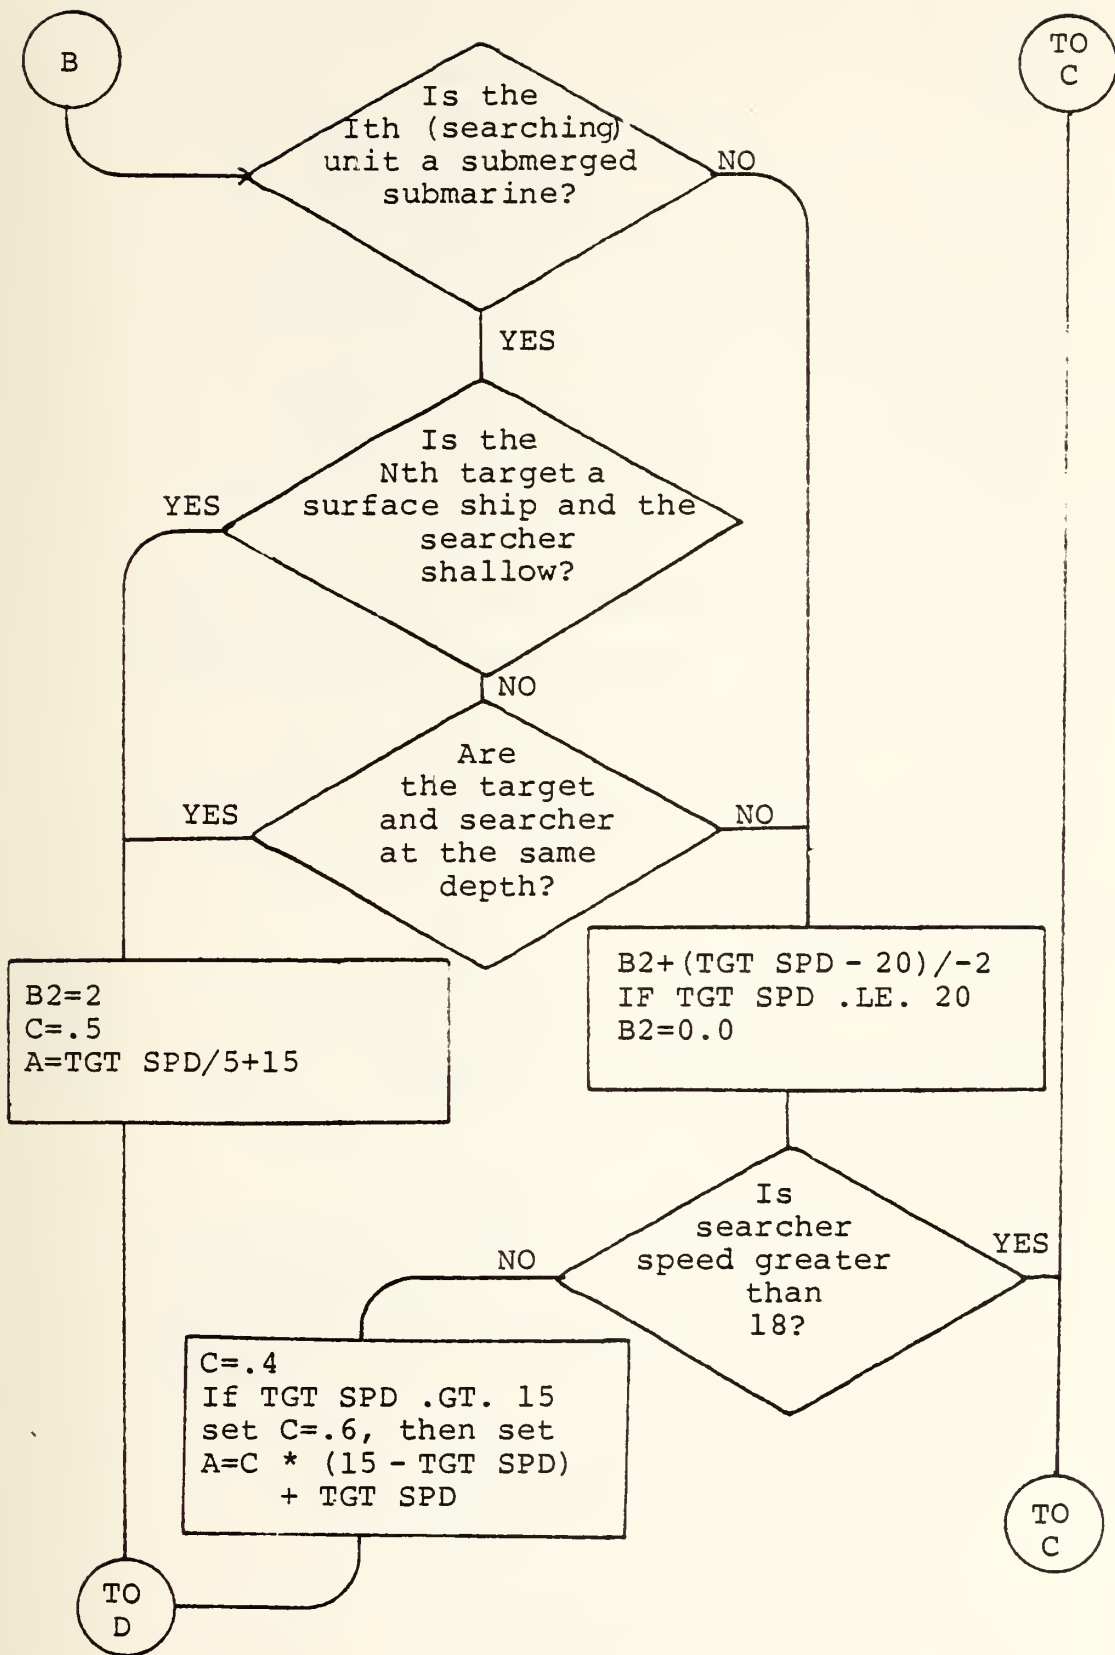 B
TO
C
Is the
Ith (searching)
unit a submerged
submarine?
NO
YES
Is the
Nth target a
surface ship and the
searcher
shallow?
YES
NO
Are
the target
and searcher
at the same
depth?
YES
NO
B2=2
C=.5
A=TGT SPD/5+15
B2+(TGT SPD - 20)/-2
IF TGT SPD .LE. 20
B2=0.0
Is
searcher
speed greater
than
18?
NO
YES
C=.4
If TGT SPD .GT. 15
set C=.6, then set
A=C * (15 - TGT SPD)
+ TGT SPD
TO
C
TO
D